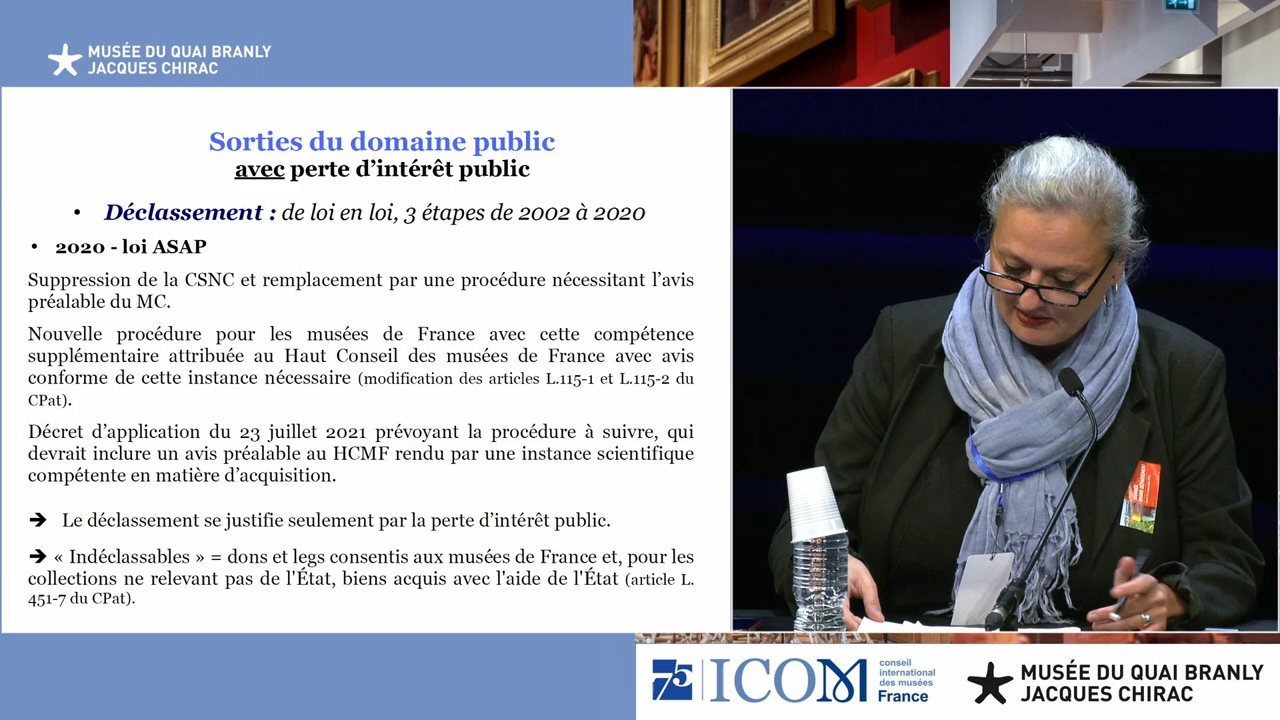 MUSÉE DU QUAI BRANLY
JACQUES CHIRAC
Sorties du domaine public
avec perte d’intérêt public
• Déclassement : de loi en loi, 3 étapes de 2002 à 2020
• 2020 - loi ASAP
Suppression de la CSNC et remplacement par une procédure nécessitant l’avis
préalable du MC.
Nouvelle procédure pour les musées de France avec cette compétence
supplémentaire attribuée au Haut Conseil des musées de France avec avis
conforme de cette instance nécessaire (modification des articles L.115-1 et L.115-2 du
CPat).
Décret d’application du 23 juillet 2021 prévoyant la procédure à suivre, qui
devrait inclure un avis préalable au HCMF rendu par une instance scientifique
compétente en matière d’acquisition.
➔ Le déclassement se justifie seulement par la perte d’intérêt public.
➔ « Indéclassables » = dons et legs consentis aux musées de France et, pour les
collections ne relevant pas de l'État, biens acquis avec l'aide de l'État (article L.
451-7 du CPat).
75 ICOM conseil
international
des musées
France
MUSÉE DU QUAI BRANLY
JACQUES CHIRAC